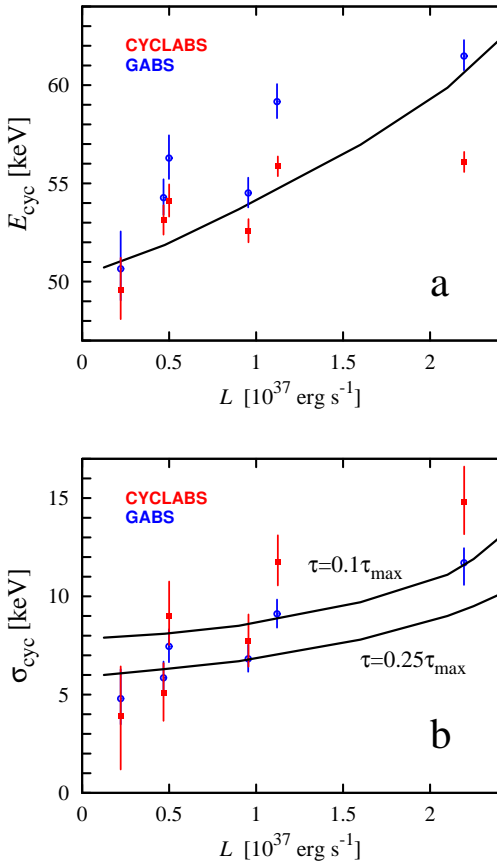 CYCLABS
GABS
60
55
50
E_cyc [keV]
a
0 0.5 1 1.5 2
L [10^37 erg s^-1]
15
10
5
0
σ_cyc [keV]
CYCLABS
GABS
τ=0.1τ_max
τ=0.25τ_max
b
0 0.5 1 1.5 2
L [10^37 erg s^-1]